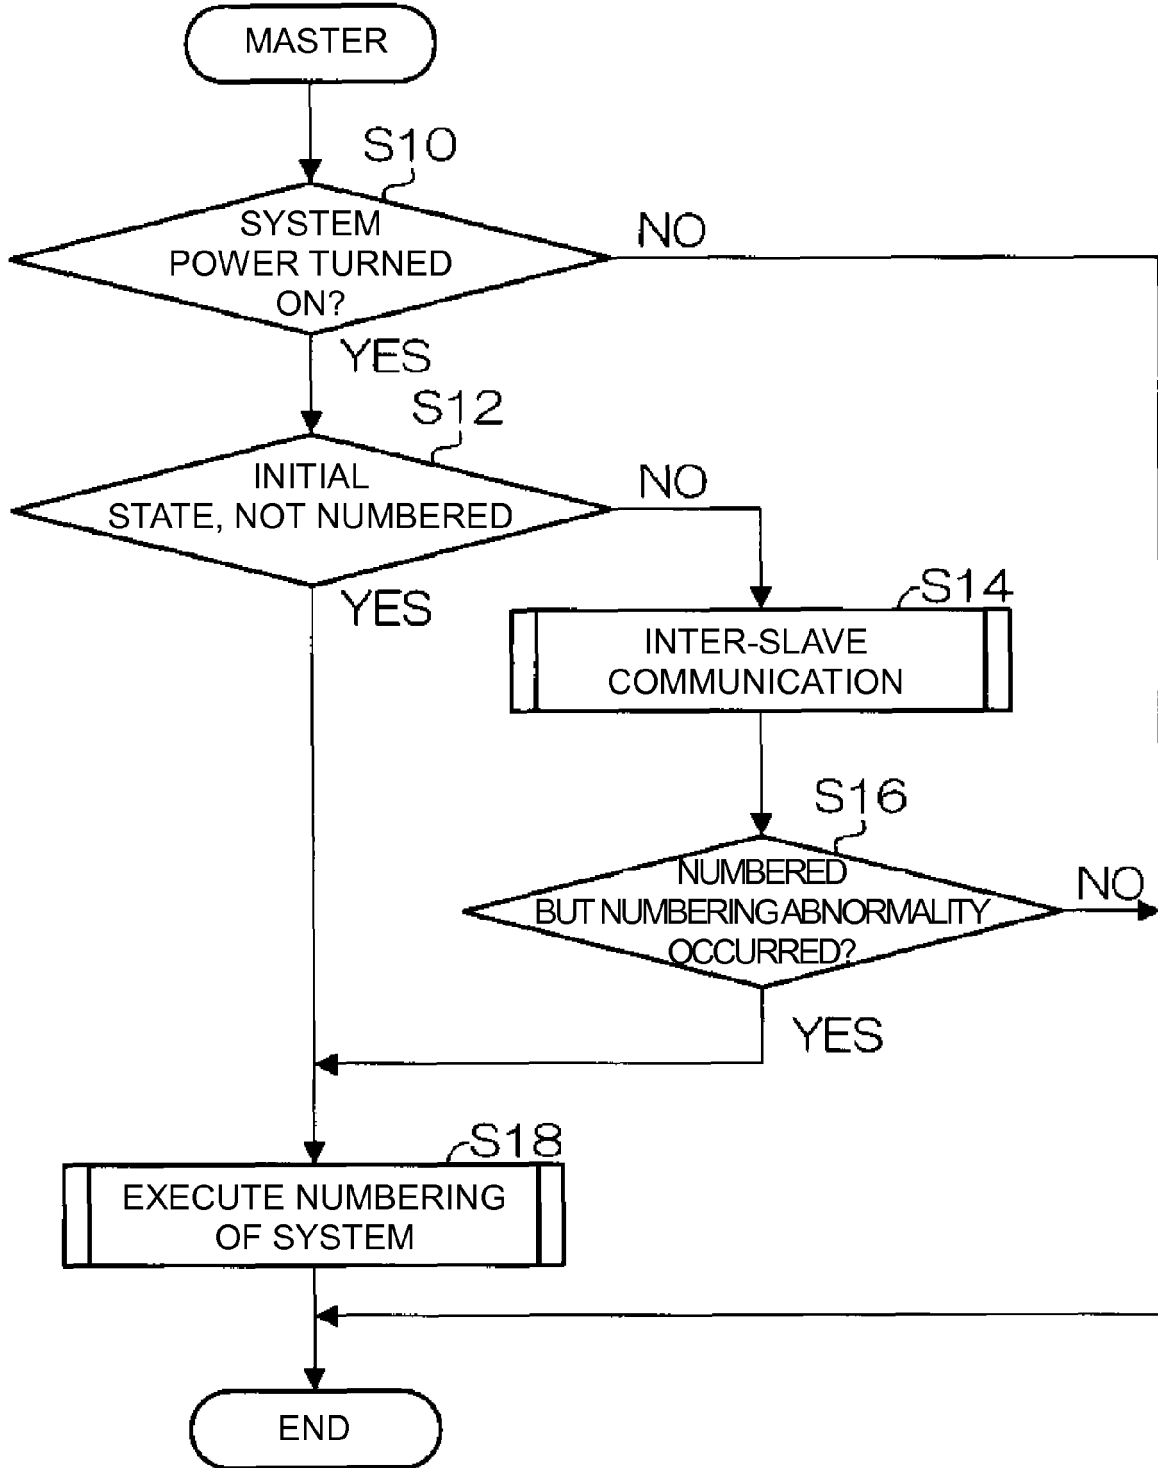 MASTER
S10
SYSTEM
POWER TURNED
ON?
NO
YES
S12
INITIAL
STATE, NOT NUMBERED
NO
YES
S14
INTER-SLAVE
COMMUNICATION
S16
NUMBERED
BUT NUMBERING ABNORMALITY
OCCURRED?
NO
YES
S18
EXECUTE NUMBERING
OF SYSTEM
END